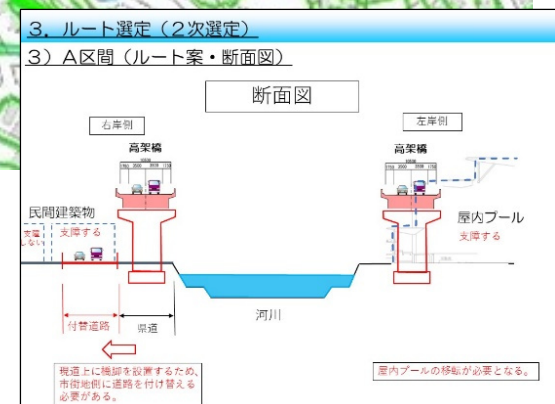 3．ルート選定（2次選定）
3）A区間（ルート案・断面図）
断面図
右岸側
左岸側
高架橋
高架橋
民間建築物
支障しない
支障する
屋内プール
支障する
河川
付替道路
県道
現道上に橋脚を設置するため、
市街地側に道路を付け替える
必要がある。
屋内プールの移転が必要となる。